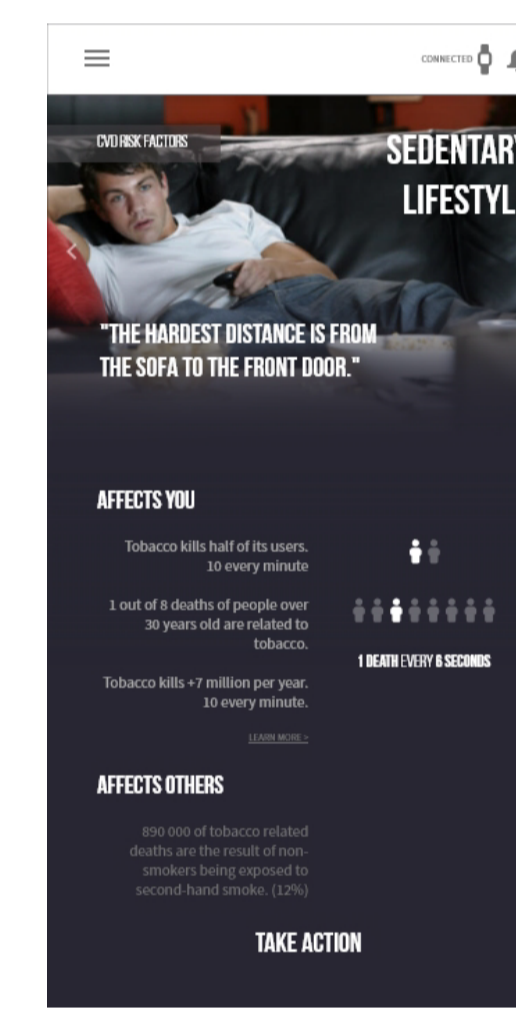 CONNECTED
CVD RISK FACTORS
SEDENTARY
LIFESTYL
"THE HARDEST DISTANCE IS FROM
THE SOFA TO THE FRONT DOOR."
AFFECTS YOU
Tobacco kills half of its users.
10 every minute
1 out of 8 deaths of people over
30 years old are related to
tobacco.
1 DEATH EVERY 6 SECONDS
Tobacco kills +7 million per year.
10 every minute.
LEARN MORE >
AFFECTS OTHERS
890 000 of tobacco related
deaths are the result of non-
smokers being exposed to
second-hand smoke. (12%)
TAKE ACTION